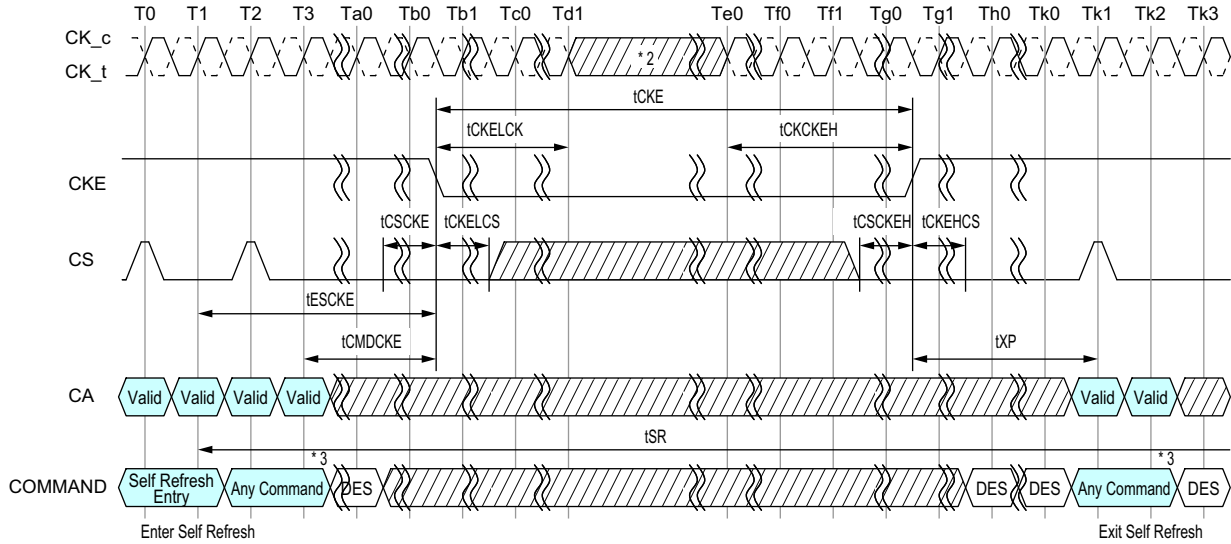 T0 T1 T2 T3 Ta0 Tb0 Tb1 Tc0 Td1 Te0 Tf0 Tf1 Tg0 Tg1 Th0 Tk0 Tk1 Tk2 Tk3
CK_c
CK_t
* 2
tCKE
tCKELCK tCKCKEH
CKE
tCSCKE tCKELCS tCSCKEH tCKEHCS
CS
tESCKE
tCMDCKE tXP
CA Valid Valid Valid Valid Valid Valid
tSR
* 3 * 3
COMMAND Self Refresh Entry Any Command DES DES DES Any Command DES
Enter Self Refresh Exit Self Refresh